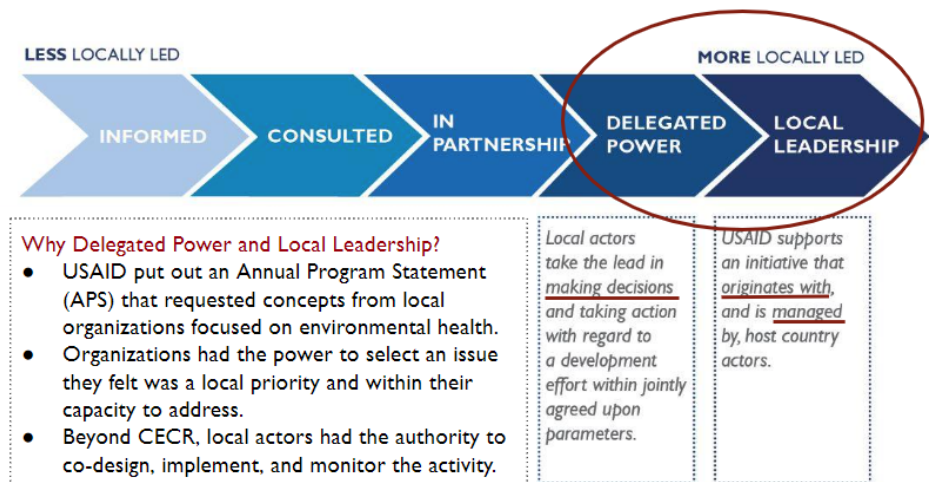 LESS LOCALLY LED
MORE LOCALLY LED
INFORMED
CONSULTED
IN
PARTNERSHIP
DELEGATED
POWER
LOCAL
LEADERSHIP
Why Delegated Power and Local Leadership?
● USAID put out an Annual Program Statement
(APS) that requested concepts from local
organizations focused on environmental health.
● Organizations had the power to select an issue
they felt was a local priority and within their
capacity to address.
● Beyond CECR, local actors had the authority to
co-design, implement, and monitor the activity.
Local actors
take the lead in
making decisions
and taking action
with regard to
a development
effort within jointly
agreed upon
parameters.
USAID supports
an initiative that
originates with,
and is managed
by, host country
actors.